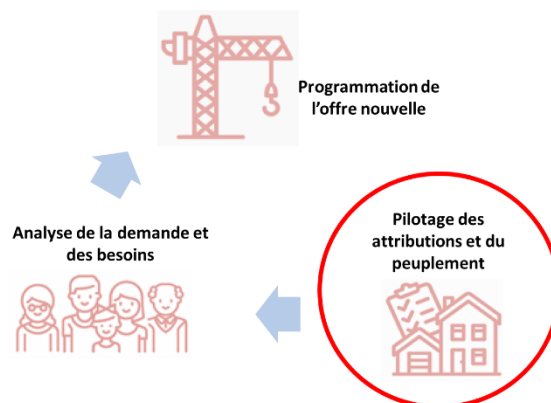 Programmation de
l'offre nouvelle
Analyse de la demande et
des besoins
Pilotage des
attributions et du
peuplement